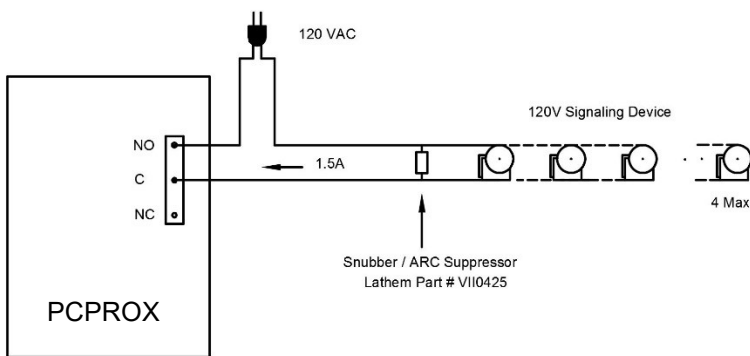 120 VAC
120V Signaling Device
NO
1.5A
C
NC
4 Max
Snubber / ARC Suppressor
Lathem Part # VII0425
PCPROX